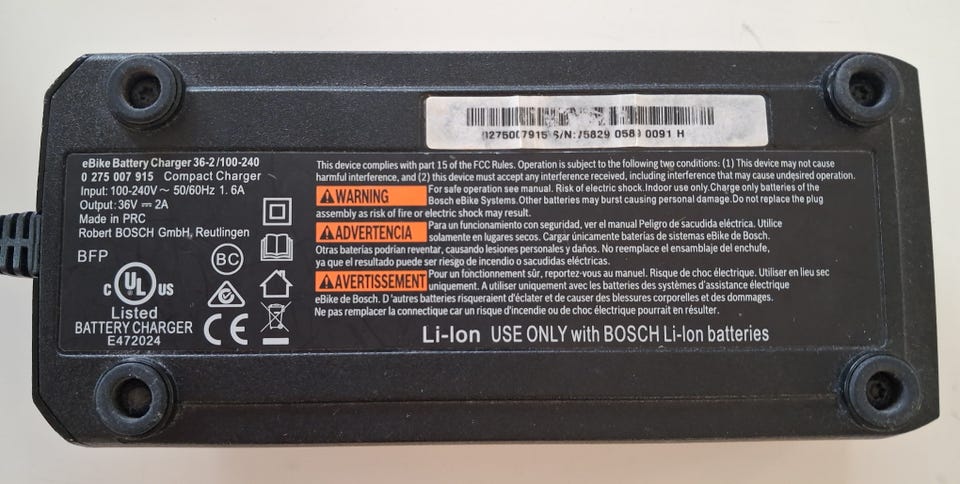 0275007915 S/N:75829 0589 0091 H
eBike Battery Charger 36-2/100-240
0 275 007 915 Compact Charger
Input: 100-240V ~ 50/60Hz 1. 6A
Output: 36V ⎓ 2A
Made in PRC
Robert BOSCH GmbH, Reutlingen
BFP
BC
C UL US
Listed
BATTERY CHARGER
E472024
CE
This device complies with part 15 of the FCC Rules. Operation is subject to the following two conditions: (1) This device may not cause
harmful interference, and (2) this device must accept any interference received, including interference that may cause undesired operation.
WARNING For safe operation see manual. Risk of electric shock. Indoor use only. Charge only batteries of the
Bosch eBike Systems. Other batteries may burst causing personal damage. Do not replace the plug
assembly as risk of fire or electric shock may result.
ADVERTENCIA Para un funcionamiento con seguridad, ver el manual Peligro de sacudida eléctrica. Utilice
solamente en lugares secos. Cargar únicamente baterías de sistemas eBike de Bosch.
Otras baterías podrían reventar, causando lesiones personales y daños. No reemplace el ensamblaje del enchufe,
ya que el resultado puede ser riesgo de incendio o sacudidas eléctricas.
AVERTISSEMENT Pour un fonctionnement sûr, reportez-vous au manuel. Risque de choc électrique. Utiliser en lieu sec
uniquement. A utiliser uniquement avec les batteries des systèmes d'assistance électrique
eBike de Bosch. D'autres batteries risqueraient d'éclater et de causer des blessures corporelles et des dommages.
Ne pas remplacer la connectique car un risque d'incendie ou de choc électrique pourrait en résulter.
Li-Ion USE ONLY with BOSCH Li-Ion batteries